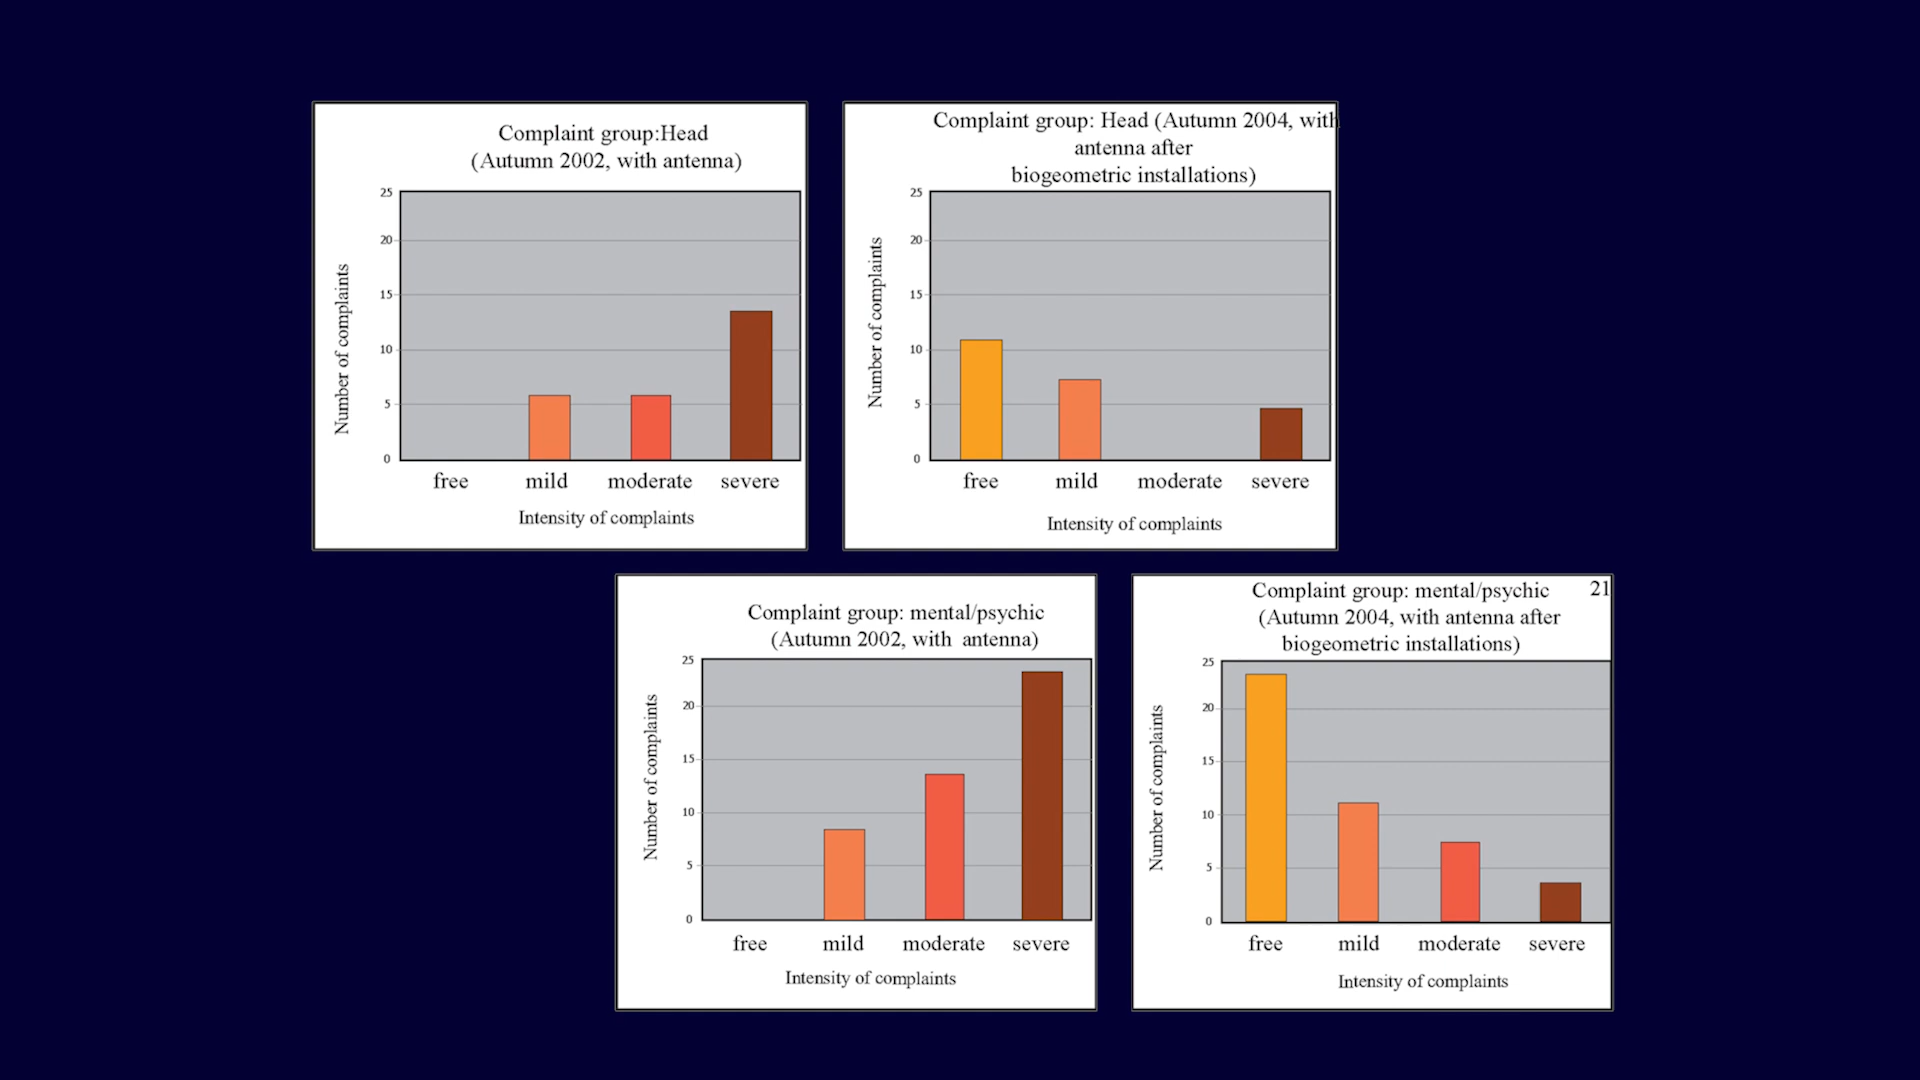 Complaint group:Head
(Autumn 2002, with antenna)
Number of complaints
25
20
15
10
5
0
free mild moderate severe
Intensity of complaints
Complaint group: Head (Autumn 2004, with
antenna after
biogeometric installations)
Number of complaints
25
20
15
10
5
0
free mild moderate severe
Intensity of complaints
Complaint group: mental/psychic
(Autumn 2002, with antenna)
Number of complaints
25
20
15
10
5
0
free mild moderate severe
Intensity of complaints
Complaint group: mental/psychic 21
(Autumn 2004, with antenna after
biogeometric installations)
Number of complaints
25
20
15
10
5
0
free mild moderate severe
Intensity of complaints